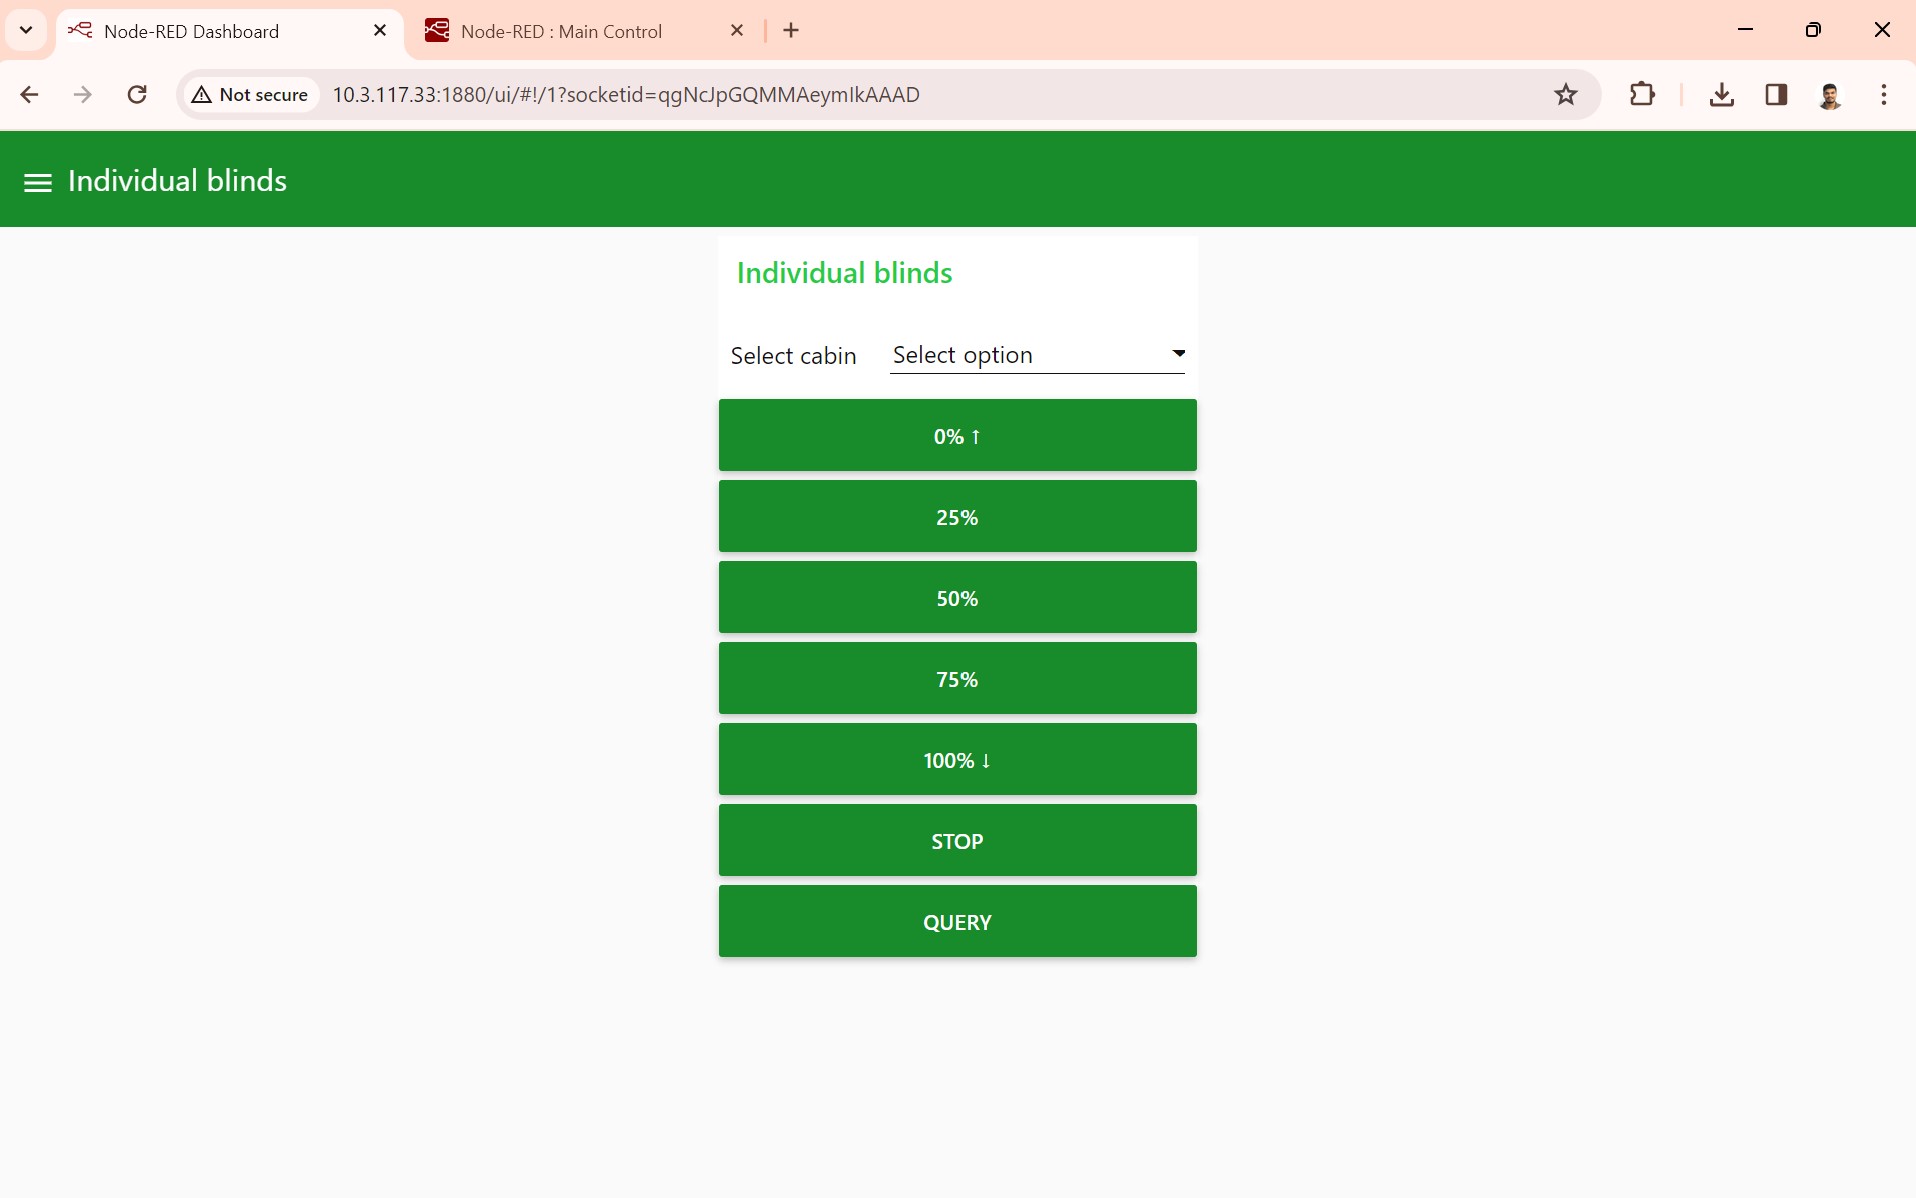 Node-RED Dashboard
Node-RED : Main Control
Not secure
10.3.117.33:1880/ui/#!/1?socketid=qgNcJpGQMMAeymIkAAAD
Individual blinds
Individual blinds
Select cabin
Select option
0% ↑
25%
50%
75%
100% ↓
STOP
QUERY